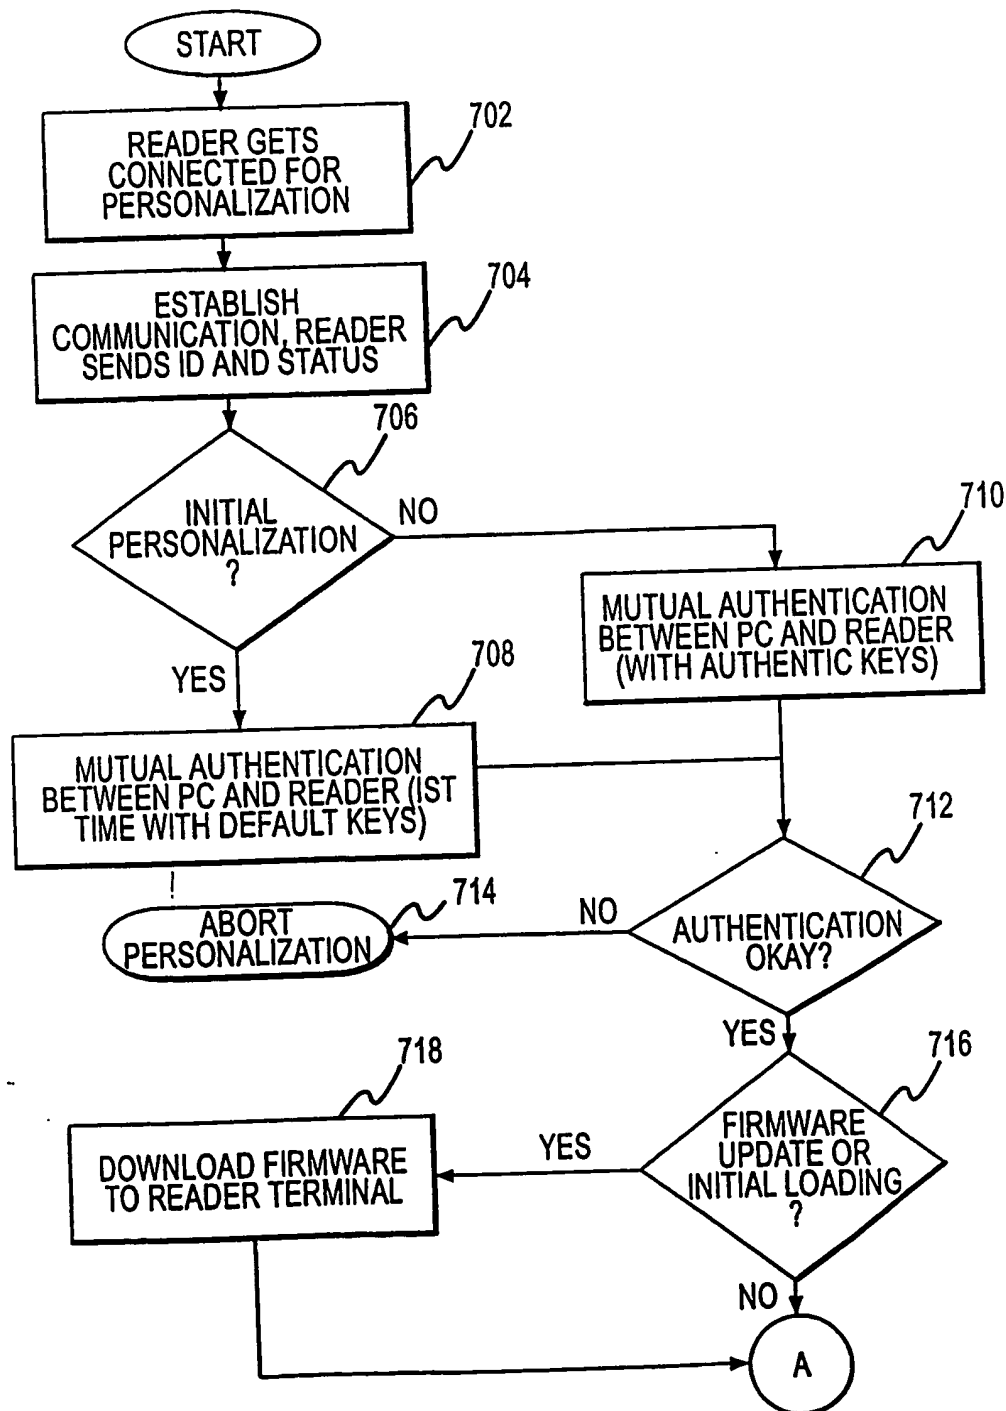 START
702
READER GETS
CONNECTED FOR
PERSONALIZATION
704
ESTABLISH
COMMUNICATION, READER
SENDS ID AND STATUS
706
INITIAL
PERSONALIZATION
?
NO
710
MUTUAL AUTHENTICATION
BETWEEN PC AND READER
(WITH AUTHENTIC KEYS)
YES
708
MUTUAL AUTHENTICATION
BETWEEN PC AND READER (IST
TIME WITH DEFAULT KEYS)
712
AUTHENTICATION
OKAY?
NO
714
ABORT
PERSONALIZATION
YES
716
FIRMWARE
UPDATE OR
INITIAL LOADING
?
YES
718
DOWNLOAD FIRMWARE
TO READER TERMINAL
NO
A